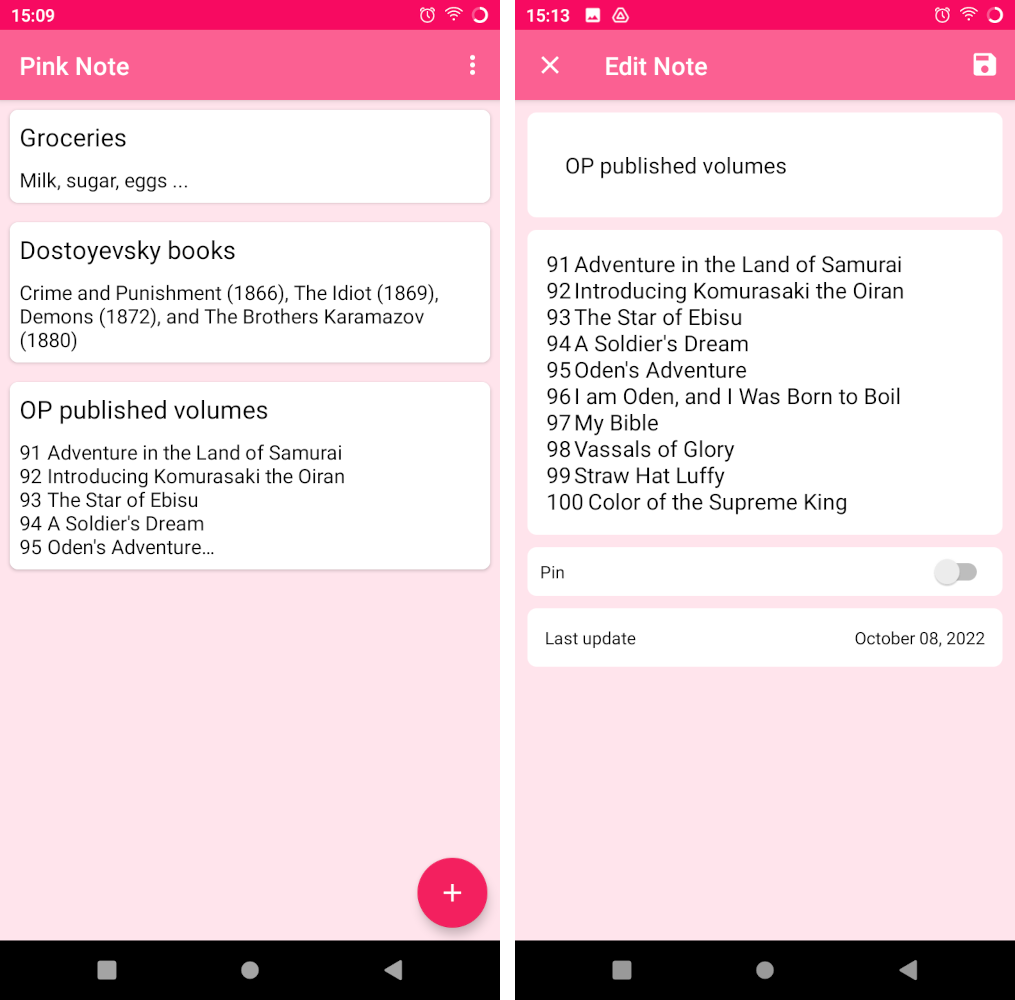 15:09
Pink Note
Groceries
Milk, sugar, eggs ...
Dostoyevsky books
Crime and Punishment (1866), The Idiot (1869),
Demons (1872), and The Brothers Karamazov
(1880)
OP published volumes
91 Adventure in the Land of Samurai
92 Introducing Komurasaki the Oiran
93 The Star of Ebisu
94 A Soldier's Dream
95 Oden's Adventure…
+
15:13
Edit Note
OP published volumes
91 Adventure in the Land of Samurai
92 Introducing Komurasaki the Oiran
93 The Star of Ebisu
94 A Soldier's Dream
95 Oden's Adventure
96 I am Oden, and I Was Born to Boil
97 My Bible
98 Vassals of Glory
99 Straw Hat Luffy
100 Color of the Supreme King
Pin
Last update October 08, 2022